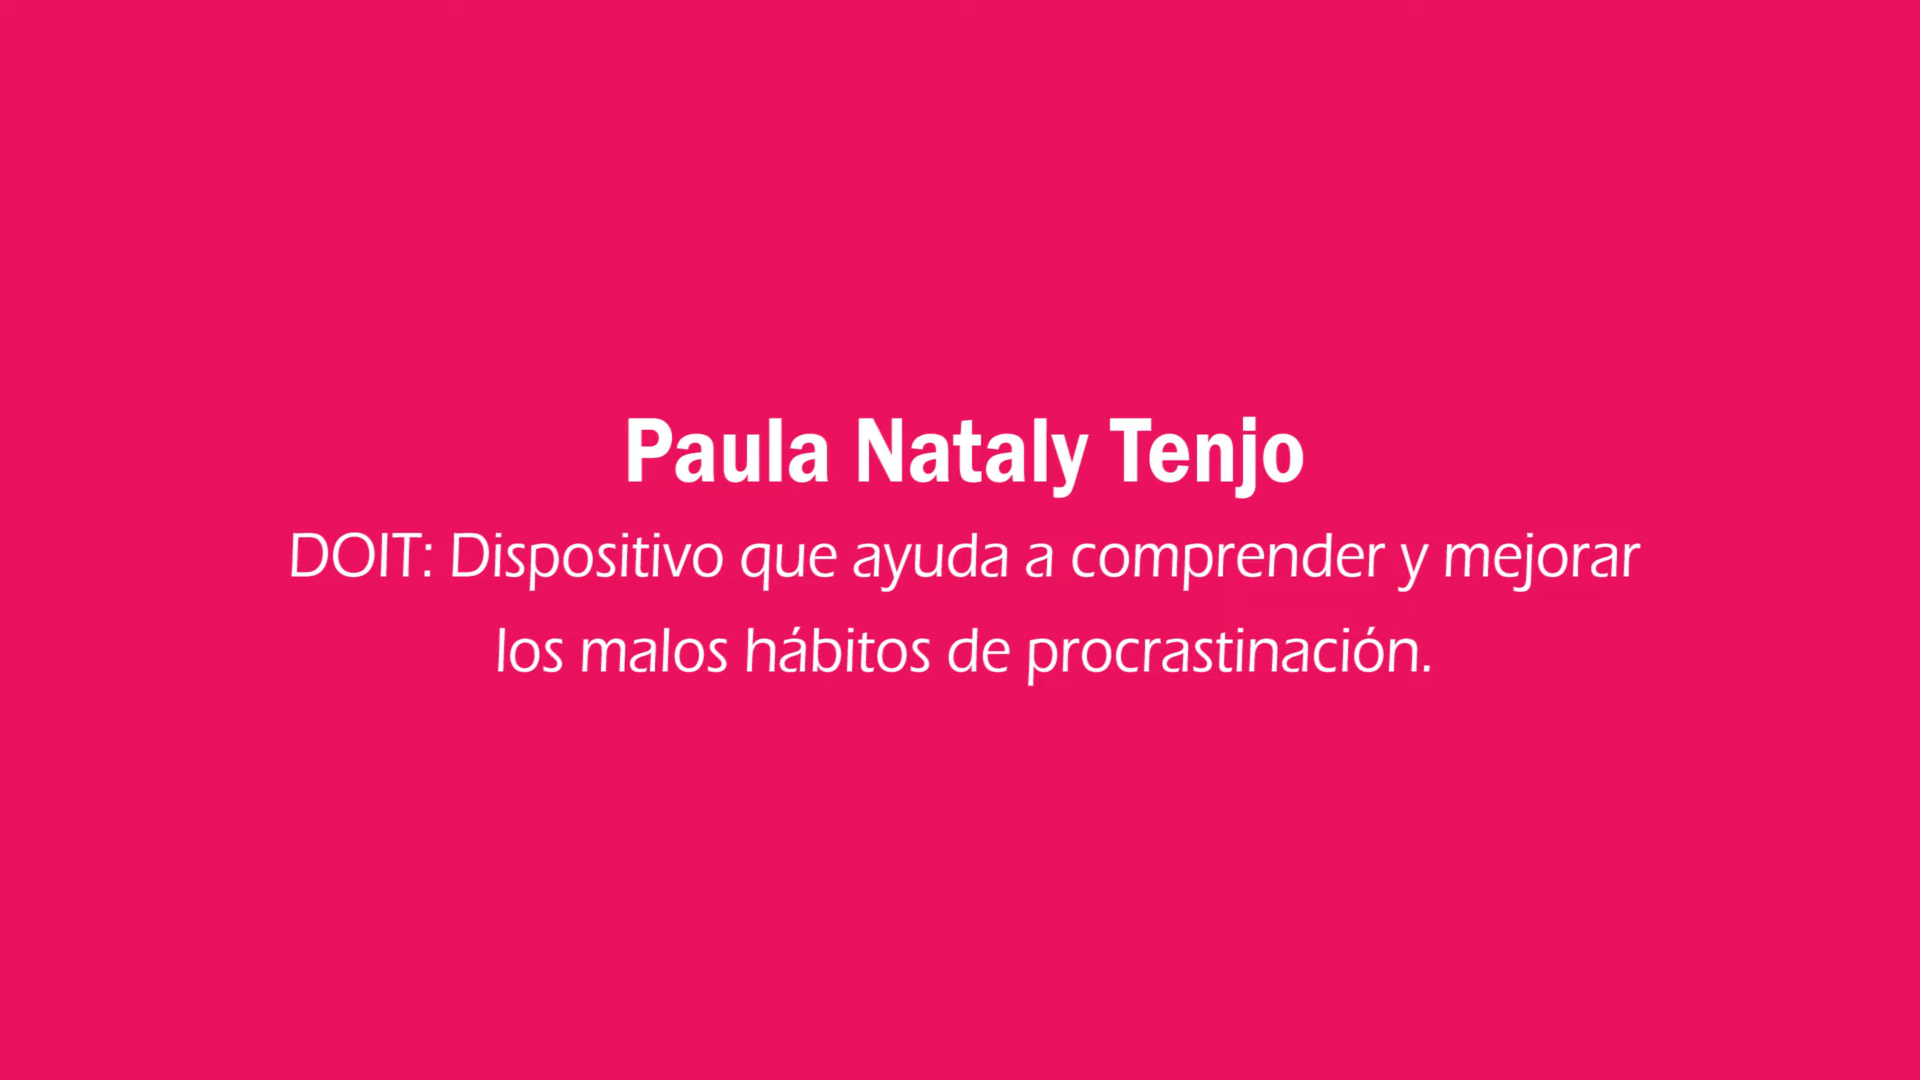 Paula Nataly Tenjo
DOIT: Dispositivo que ayuda a comprender y mejorar
los malos hábitos de procrastinación.